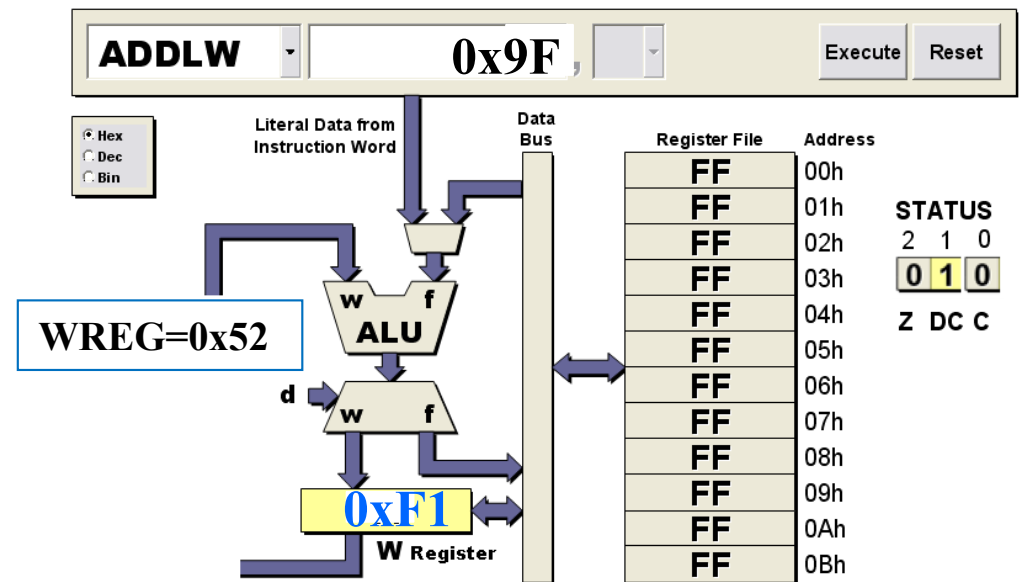 ADDLW 0x9F , Execute Reset
Hex
Dec
Bin
Literal Data from
Instruction Word
Data
Bus
Register File Address
FF 00h
FF 01h
FF 02h
FF 03h
FF 04h
FF 05h
FF 06h
FF 07h
FF 08h
FF 09h
FF 0Ah
FF 0Bh
STATUS
2 1 0
0 1 0
Z DC C
w f
ALU
WREG=0x52
d
w f
0xF1
W Register